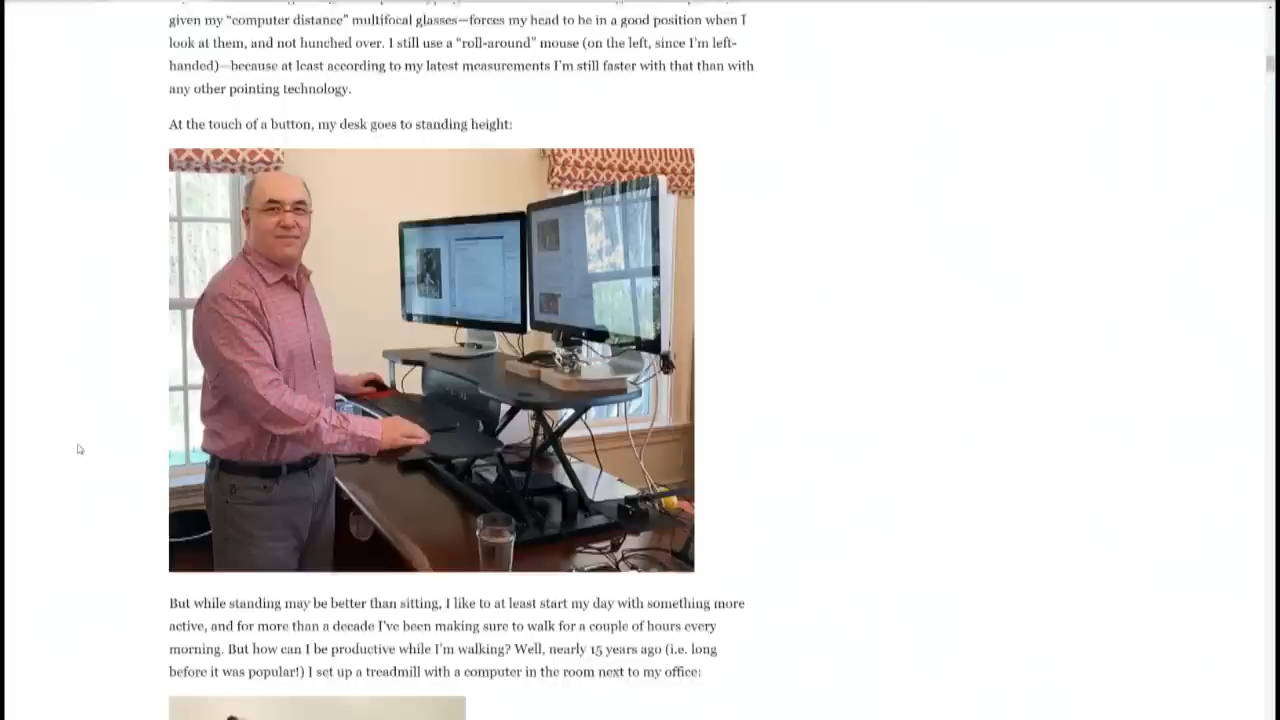 given my “computer distance” multifocal glasses—forces my head to be in a good position when I
look at them, and not hunched over. I still use a “roll-around” mouse (on the left, since I’m left-
handed)—because at least according to my latest measurements I’m still faster with that than with
any other pointing technology.
At the touch of a button, my desk goes to standing height:
But while standing may be better than sitting, I like to at least start my day with something more
active, and for more than a decade I’ve been making sure to walk for a couple of hours every
morning. But how can I be productive while I’m walking? Well, nearly 15 years ago (i.e. long
before it was popular!) I set up a treadmill with a computer in the room next to my office: